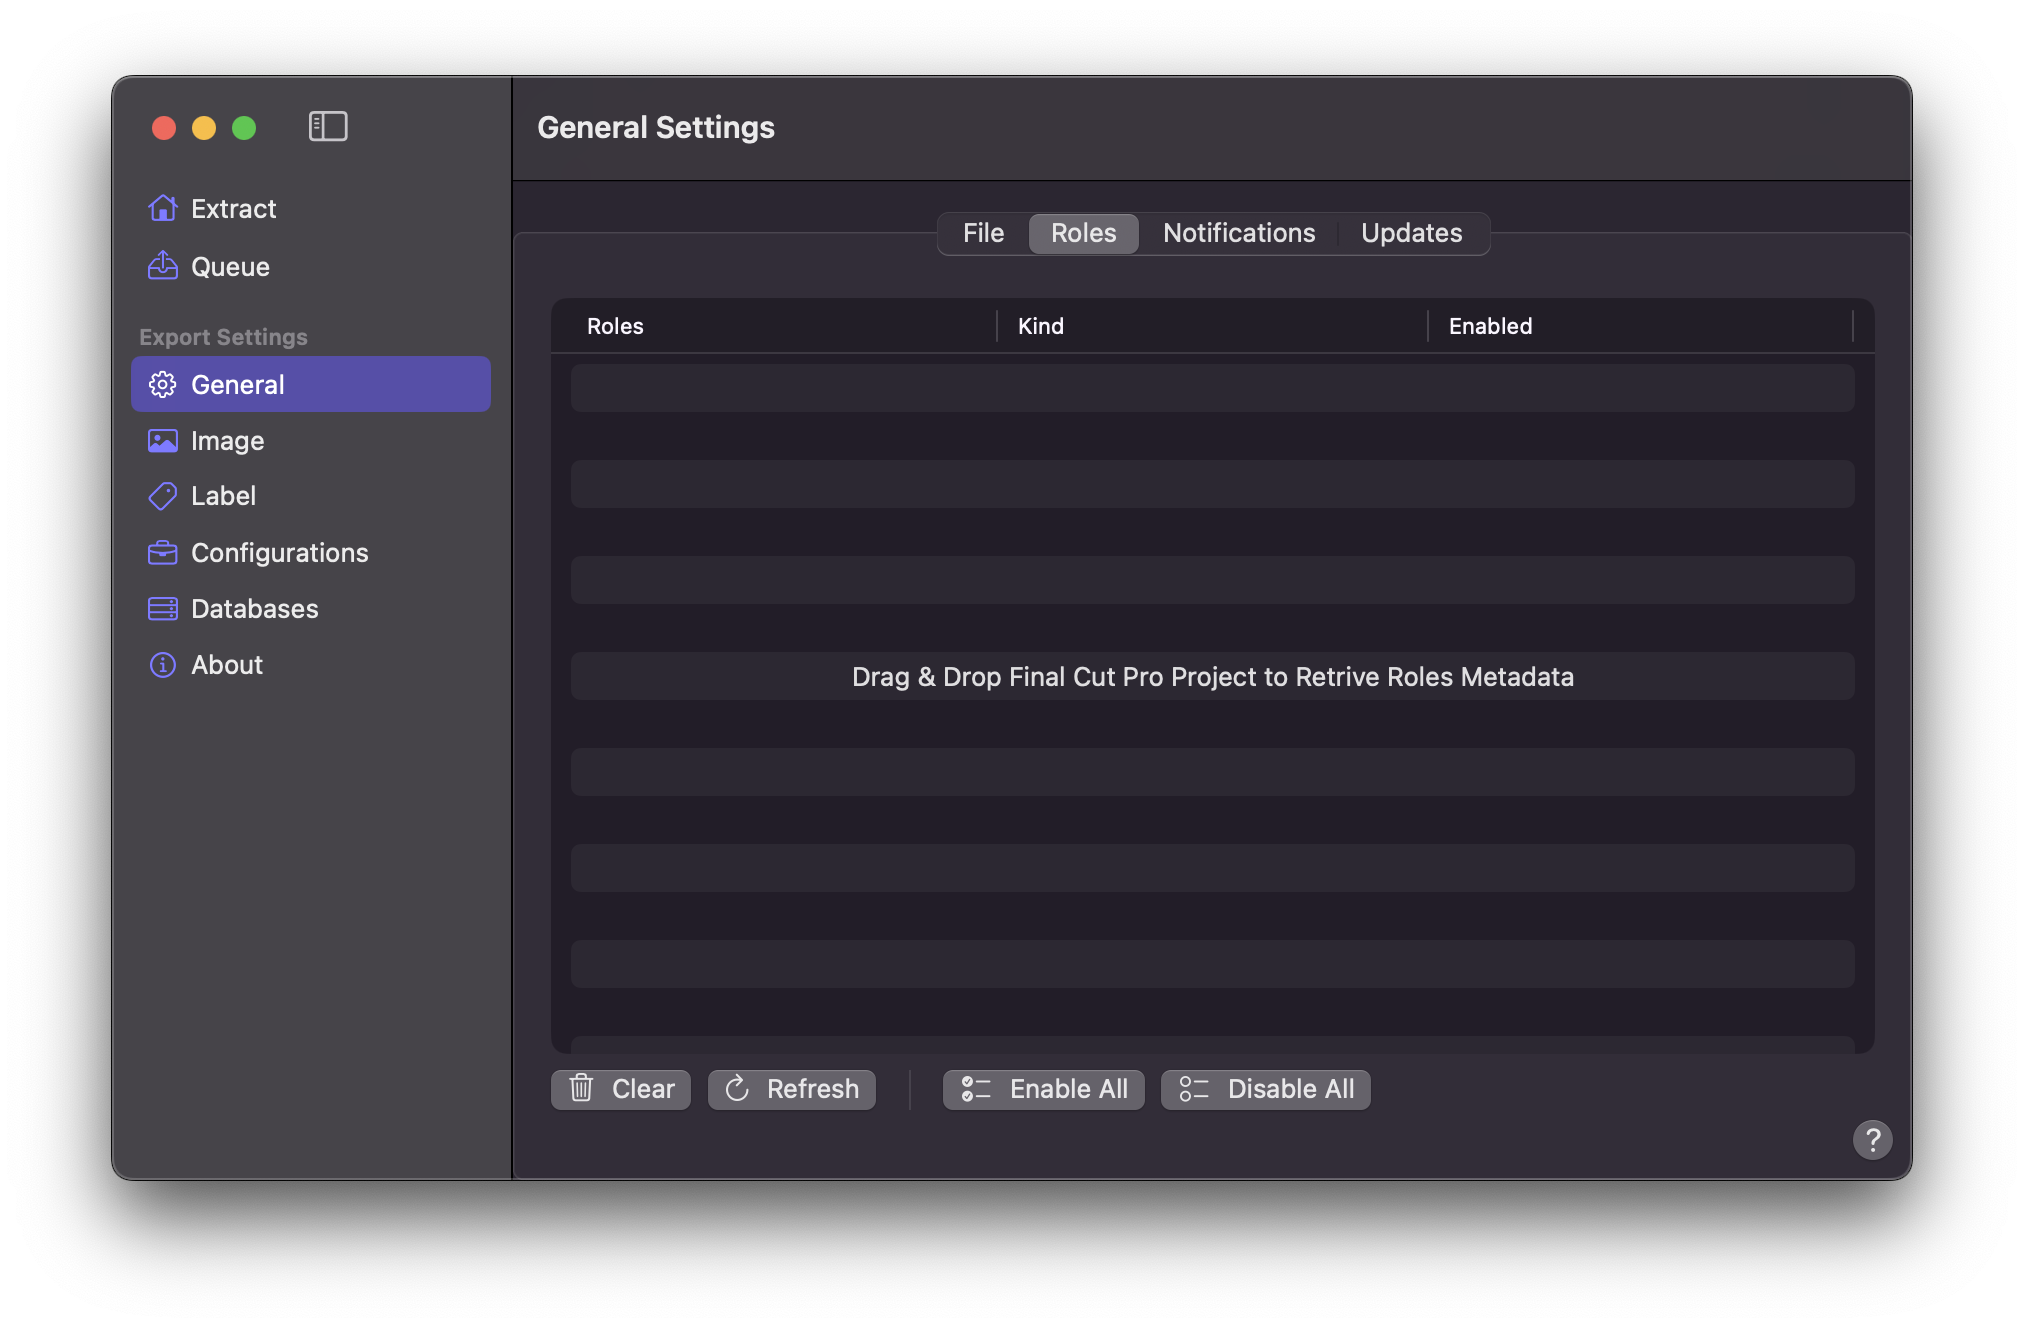 General Settings
Extract
Queue
Export Settings
General
Image
Label
Configurations
Databases
About
File Roles Notifications Updates
Roles Kind Enabled
Drag & Drop Final Cut Pro Project to Retrive Roles Metadata
Clear Refresh Enable All Disable All
?